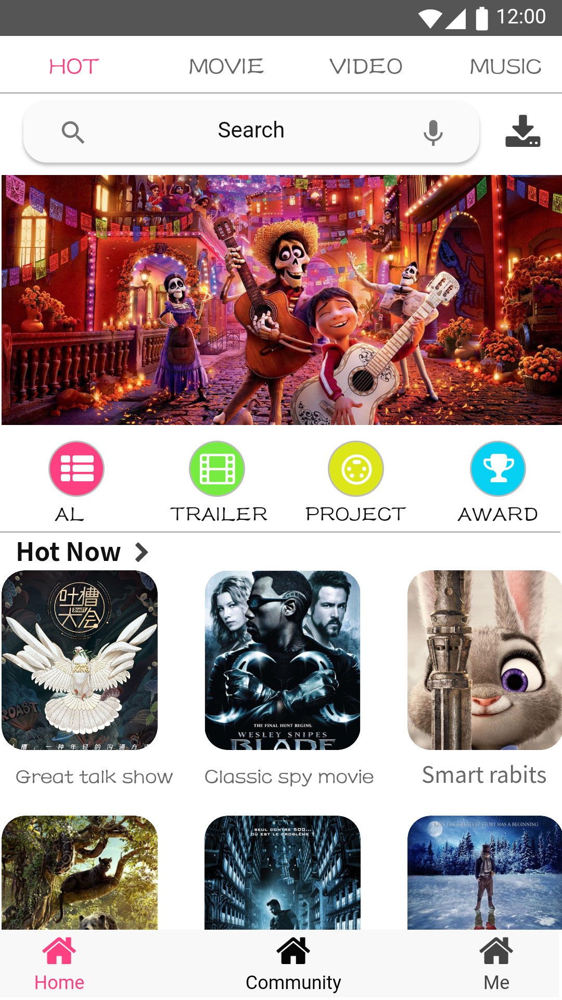 12:00
HOT MOVIE VIDEO MUSIC
Search
AL TRAILER PROJECT AWARD
Hot Now
吐槽
ROAST
大会
TALK
KING
ROAST
吐槽，一种年轻的沟通方式
THE FINAL HUNT BEGINS.
WESLEY SNIPES
BLADE
Great talk show Classic spy movie Smart rabits
SEUL CONTRE 500...
OÙ EST LE PROBLÈME ?
EVEN THE GREATEST STORY HAS A BEGINNING
Home Community Me